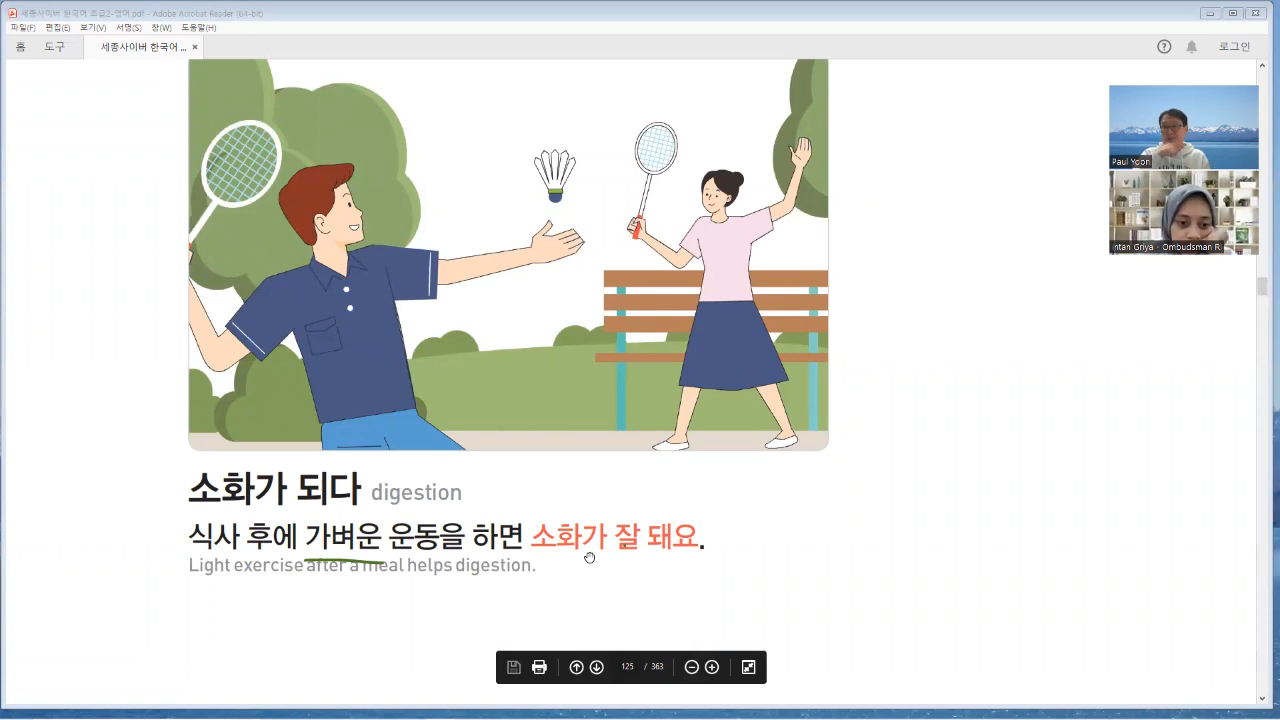 세종사이버 한국어 초급2-영어.pdf - Adobe Acrobat Reader (64-bit)
파일(F) 편집(E) 보기(V) 서명(S) 창(W) 도움말(H)
홈 도구 세종사이버 한국어 ... × 로그인
Paul Yoon
ntan Griya - Ombudsman R.
소화가 되다 digestion
식사 후에 가벼운 운동을 하면 소화가 잘 돼요.
Light exercise after a meal helps digestion.
125 / 363